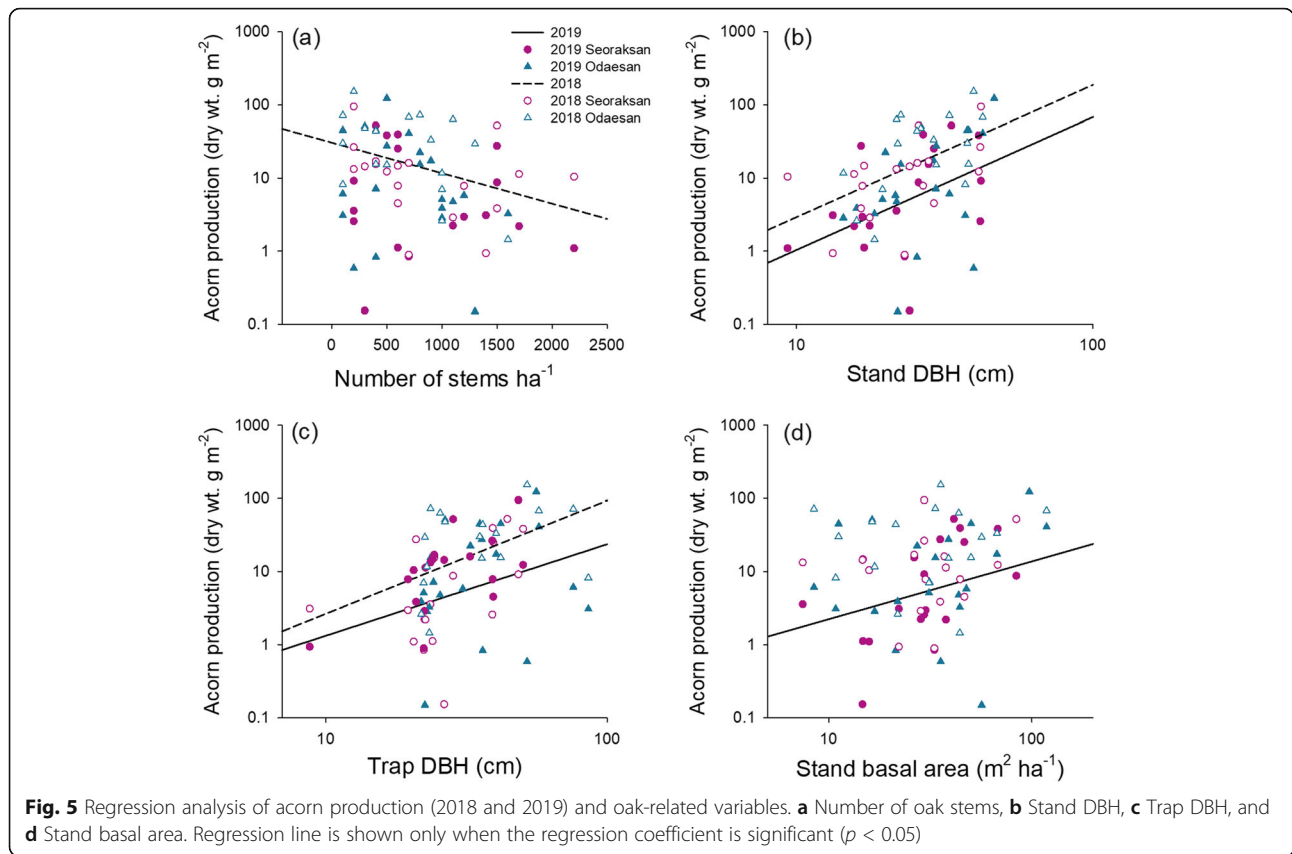 (a)
2019
2019 Seoraksan
2019 Odaesan
2018
2018 Seoraksan
2018 Odaesan
Acorn production (dry wt. g m-2)
1000
100
10
1
0.1
0 500 1000 1500 2000 2500
Number of stems ha-1
(b)
Acorn production (dry wt. g m-2)
1000
100
10
1
0.1
10 100
Stand DBH (cm)
(c)
Acorn production (dry wt. g m-2)
1000
100
10
1
0.1
10 100
Trap DBH (cm)
(d)
Acorn production (dry wt. g m-2)
1000
100
10
1
0.1
10 100
Stand basal area (m2 ha-1)
Fig. 5 Regression analysis of acorn production (2018 and 2019) and oak-related variables. a Number of oak stems, b Stand DBH, c Trap DBH, and
d Stand basal area. Regression line is shown only when the regression coefficient is significant (p < 0.05)